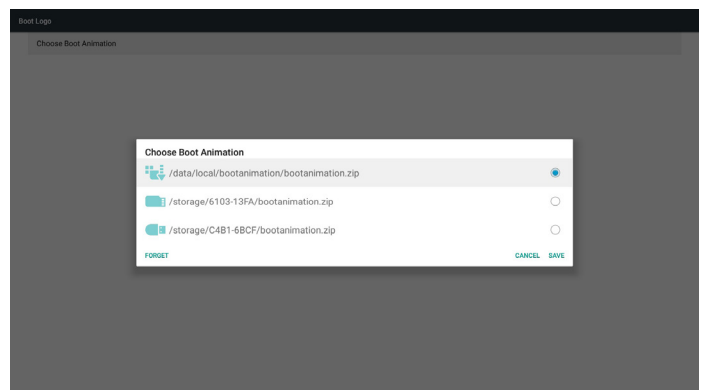 Boot Logo
Choose Boot Animation
Choose Boot Animation
/data/local/bootanimation/bootanimation.zip
/storage/6103-13FA/bootanimation.zip
/storage/C4B1-6BCF/bootanimation.zip
FORGET CANCEL SAVE